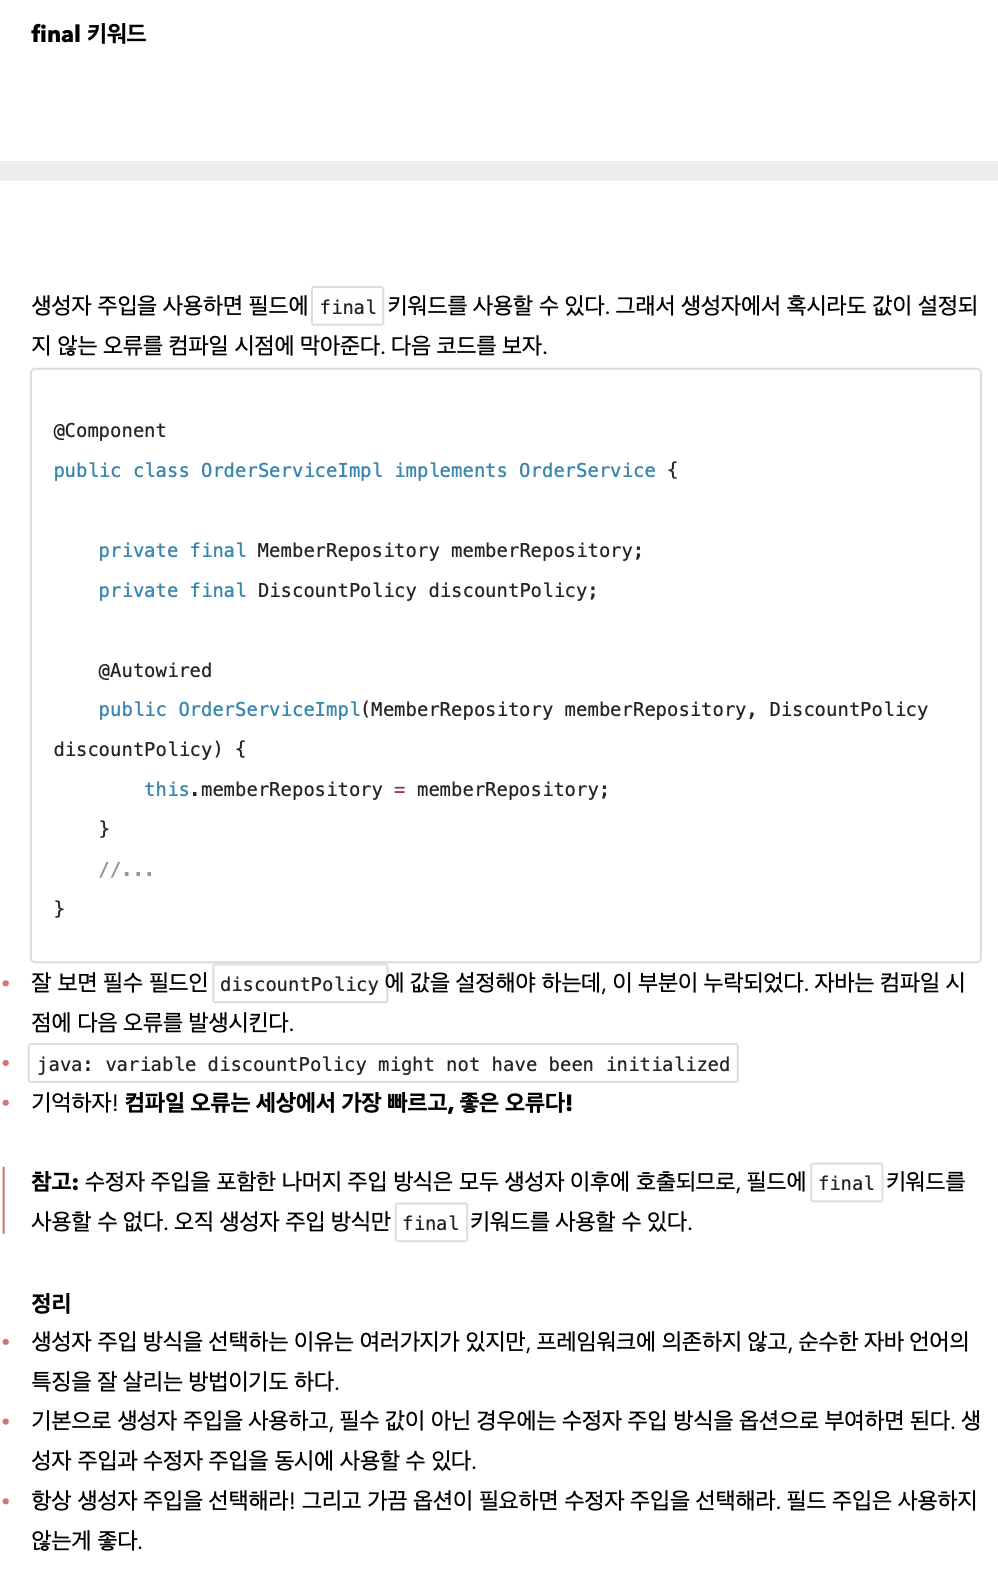 final 키워드
생성자 주입을 사용하면 필드에 final 키워드를 사용할 수 있다. 그래서 생성자에서 혹시라도 값이 설정되
지 않는 오류를 컴파일 시점에 막아준다. 다음 코드를 보자.
@Component
public class OrderServiceImpl implements OrderService {
private final MemberRepository memberRepository;
private final DiscountPolicy discountPolicy;
@Autowired
public OrderServiceImpl(MemberRepository memberRepository, DiscountPolicy
discountPolicy) {
this.memberRepository = memberRepository;
}
//...
}
• 잘 보면 필수 필드인 discountPolicy 에 값을 설정해야 하는데, 이 부분이 누락되었다. 자바는 컴파일 시
점에 다음 오류를 발생시킨다.
• java: variable discountPolicy might not have been initialized
• 기억하자! 컴파일 오류는 세상에서 가장 빠르고, 좋은 오류다!
참고: 수정자 주입을 포함한 나머지 주입 방식은 모두 생성자 이후에 호출되므로, 필드에 final 키워드를
사용할 수 없다. 오직 생성자 주입 방식만 final 키워드를 사용할 수 있다.
정리
• 생성자 주입 방식을 선택하는 이유는 여러가지가 있지만, 프레임워크에 의존하지 않고, 순수한 자바 언어의
특징을 잘 살리는 방법이기도 하다.
• 기본으로 생성자 주입을 사용하고, 필수 값이 아닌 경우에는 수정자 주입 방식을 옵션으로 부여하면 된다. 생
성자 주입과 수정자 주입을 동시에 사용할 수 있다.
• 항상 생성자 주입을 선택해라! 그리고 가끔 옵션이 필요하면 수정자 주입을 선택해라. 필드 주입은 사용하지
않는게 좋다.